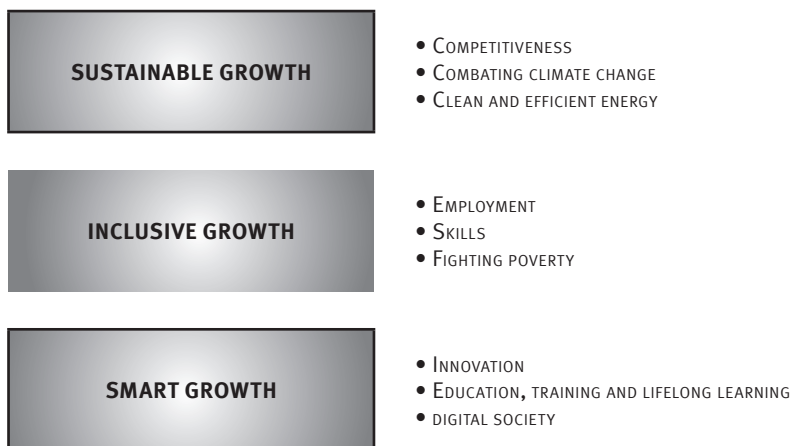 SUSTAINABLE GROWTH
• Competitiveness
• Combating climate change
• Clean and efficient energy
INCLUSIVE GROWTH
• Employment
• Skills
• Fighting poverty
SMART GROWTH
• Innovation
• Education, training and lifelong learning
• digital society